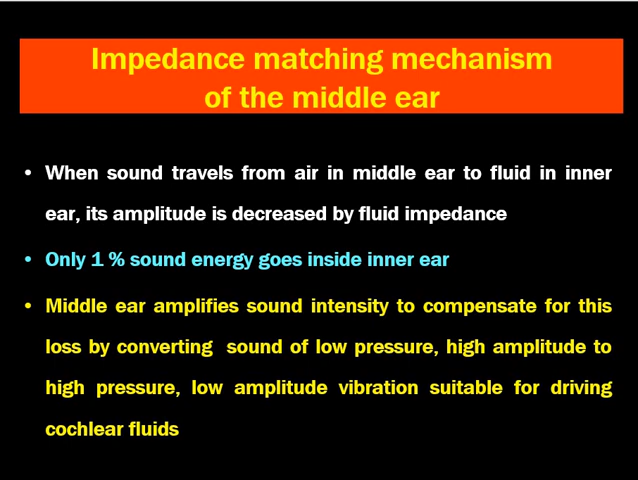 Impedance matching mechanism
of the middle ear
• When sound travels from air in middle ear to fluid in inner
ear, its amplitude is decreased by fluid impedance
• Only 1 % sound energy goes inside inner ear
• Middle ear amplifies sound intensity to compensate for this
loss by converting sound of low pressure, high amplitude to
high pressure, low amplitude vibration suitable for driving
cochlear fluids